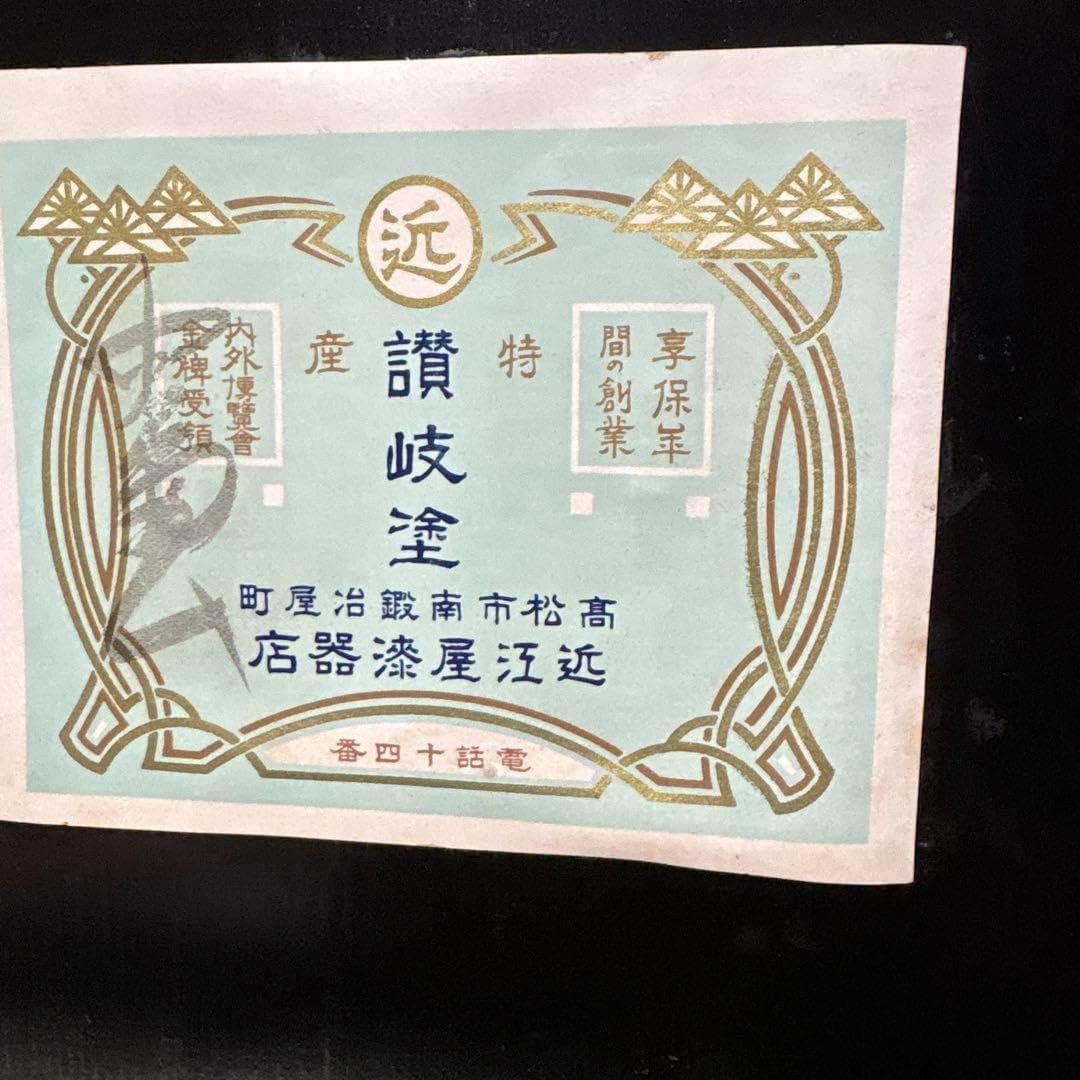 近
特産
享保年
間の創業
讃岐塗
内外博覧會
金牌受領
髙松市南鍛冶屋町
近江屋漆器店
電話十四番